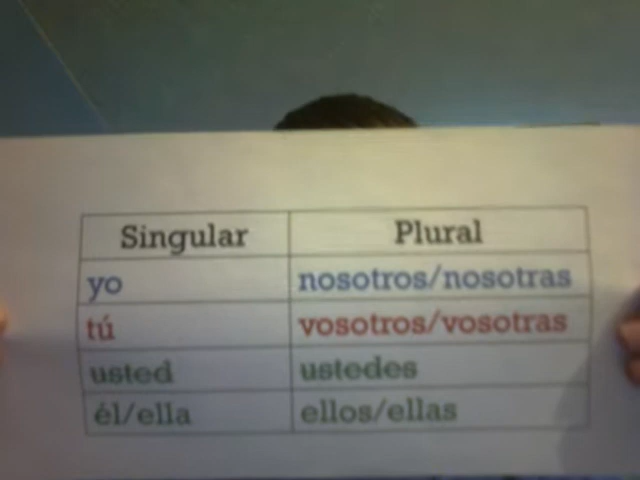 Singular Plural
yo nosotros/nosotras
tú vosotros/vosotras
usted ustedes
él/ella ellos/ellas